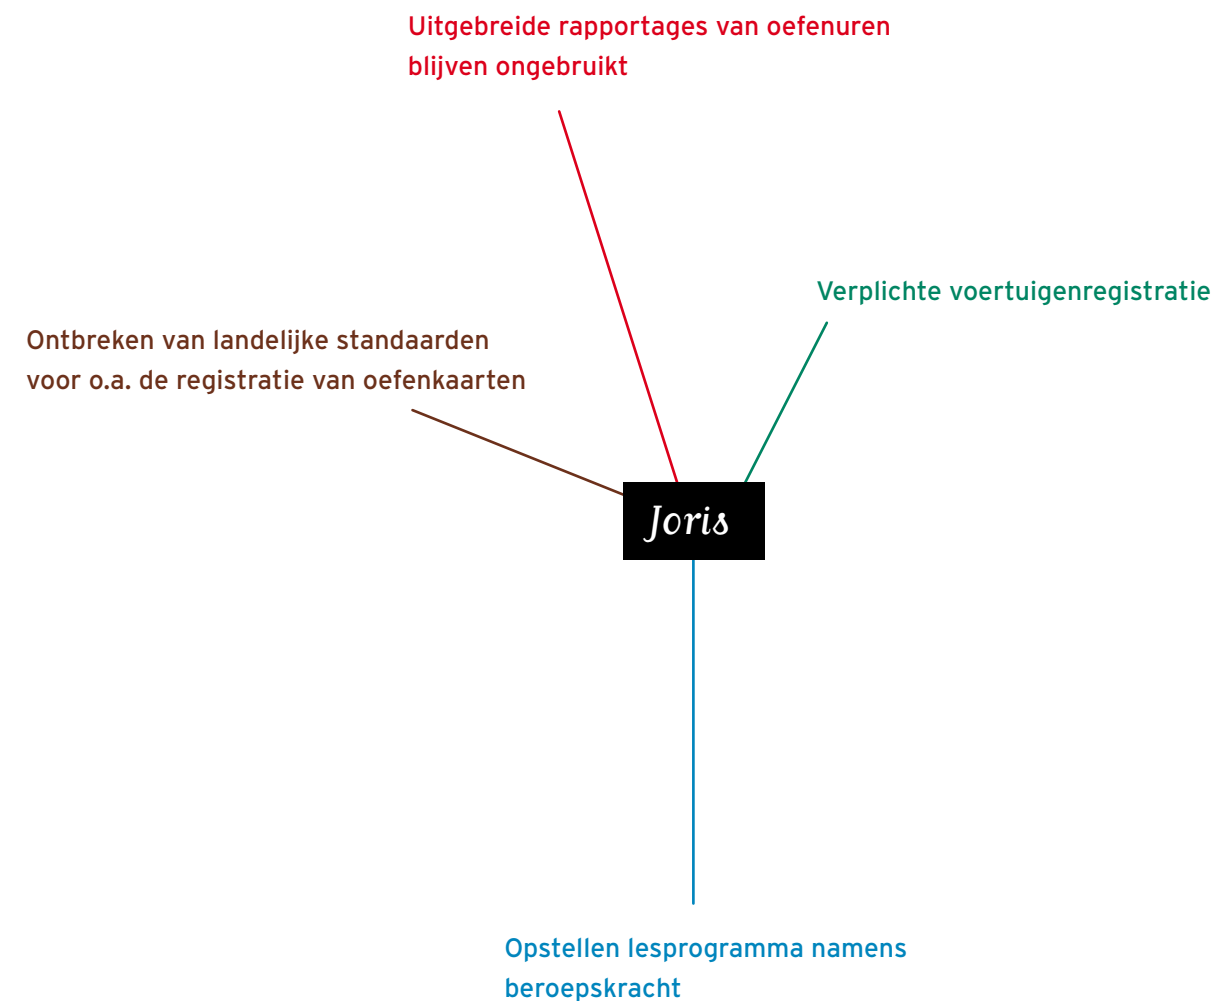 Uitgebreide rapportages van oefenuren
blijven ongebruikt
Verplichte voertuigenregistratie
Ontbreken van landelijke standaarden
voor o.a. de registratie van oefenkaarten
Joris
Opstellen lesprogramma namens
beroepskracht